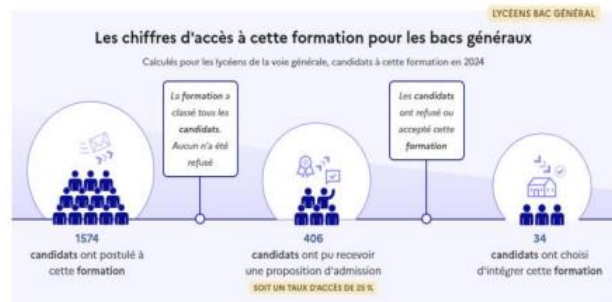 LYCÉENS BAC GÉNÉRAL
Les chiffres d'accès à cette formation pour les bacs généraux
Calculés pour les lycéens de la voie générale, candidats à cette formation en 2024
La formation a
classé tous les
candidats.
Aucun n'a été
refusé
Les candidats
ont refusé ou
accepté cette
formation
1574
candidats ont postulé à
cette formation
406
candidats ont pu recevoir
une proposition d'admission
SOIT UN TAUX D'ACCÈS DE 25 %
34
candidats ont choisi
d'intégrer cette formation